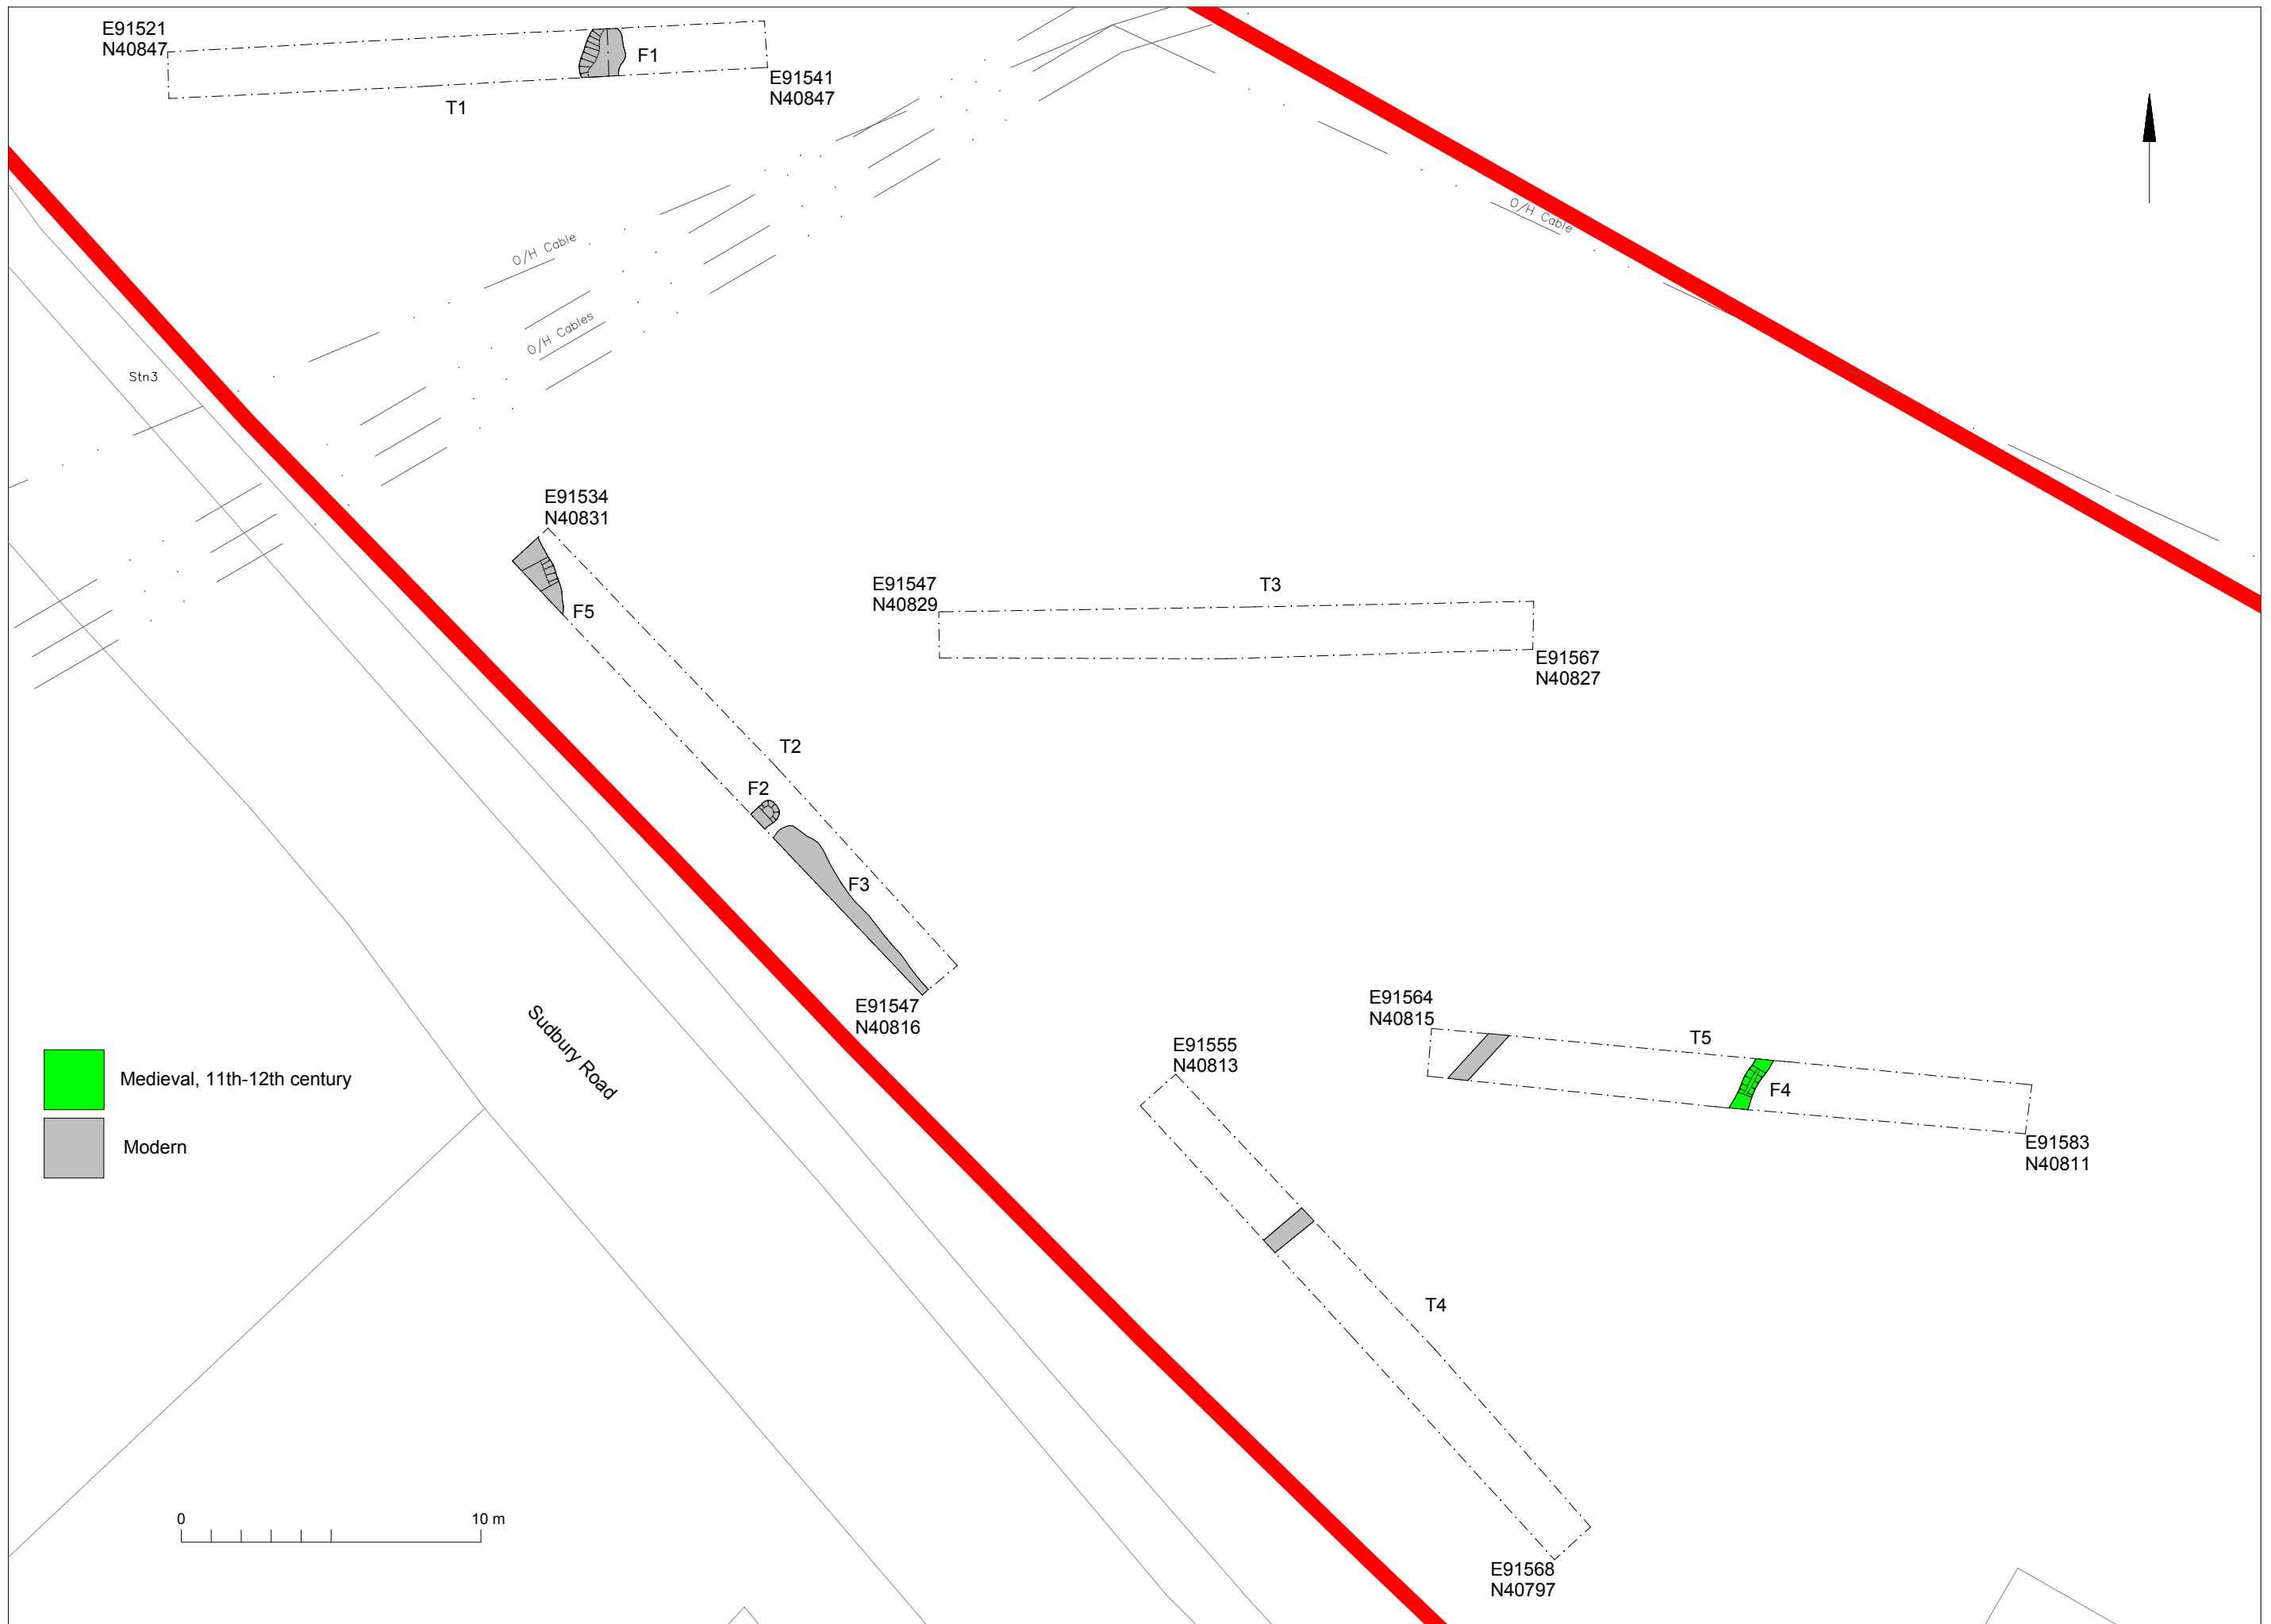 E91521
N40847
F1
E91541
N40847
T1
O/H Cable
O/H Cable
O/H Cables
Stn3
E91534
N40831
F5
E91547
N40829
T3
E91567
N40827
T2
F2
F3
E91547
N40816
Sudbury Road
E91564
N40815
T5
F4
E91555
N40813
E91583
N40811
Medieval, 11th-12th century
Modern
T4
0
10 m
E91568
N40797